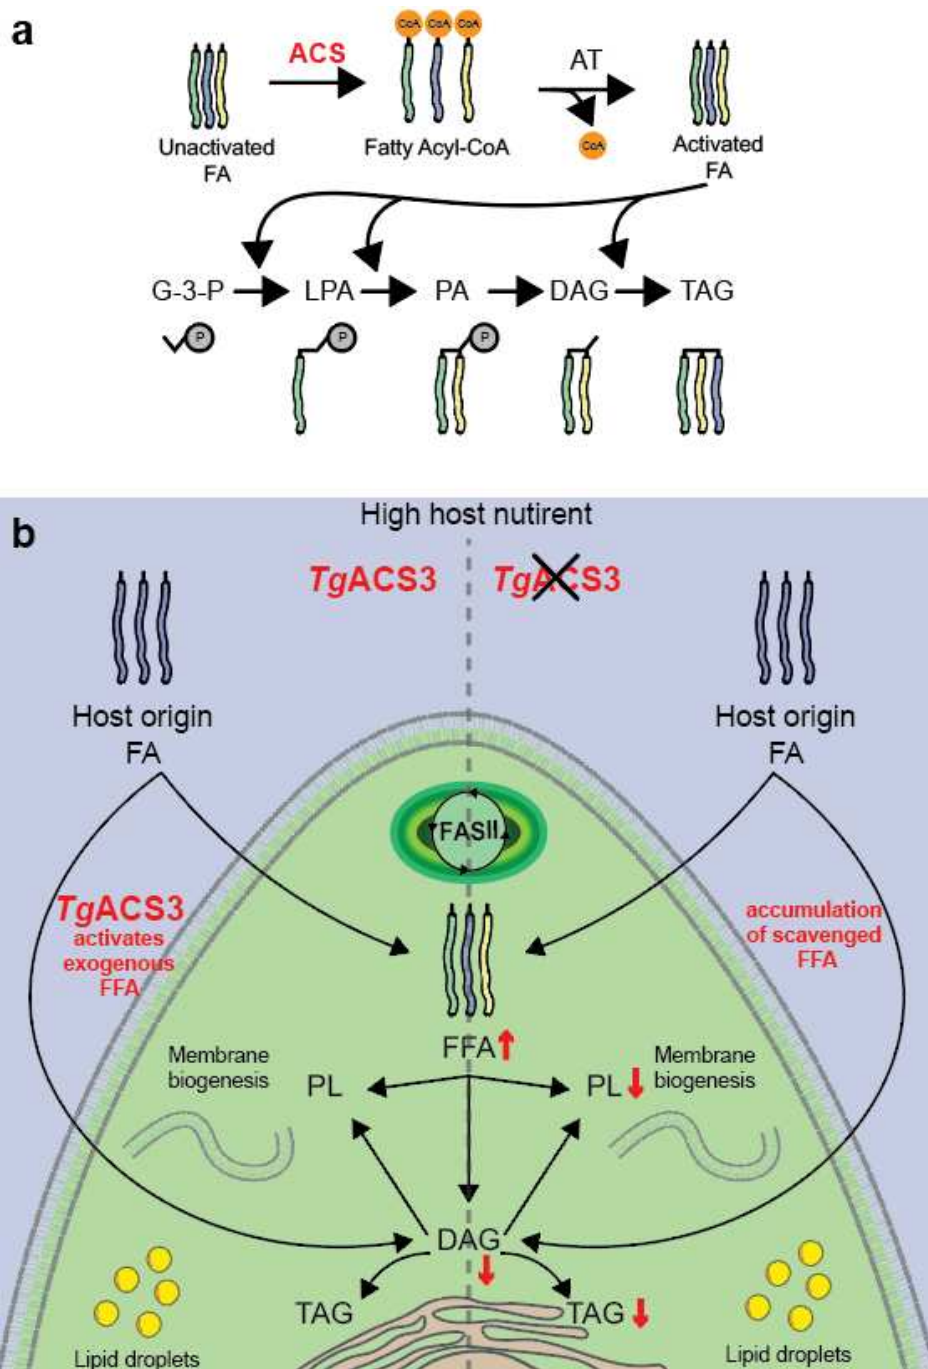 a
CoA CoA CoA
ACS
AT
CoA
Unactivated
FA
Fatty Acyl-CoA
Activated
FA
G-3-P
LPA
PA
DAG
TAG
P
P
P
b
High host nutirent
TgACS3
TgACS3
Host origin
FA
Host origin
FA
FASII
TgACS3
activates
exogenous
FFA
accumulation
of scavenged
FFA
FFA
Membrane
biogenesis
PL
PL
Membrane
biogenesis
DAG
TAG
TAG
Lipid droplets
Lipid droplets